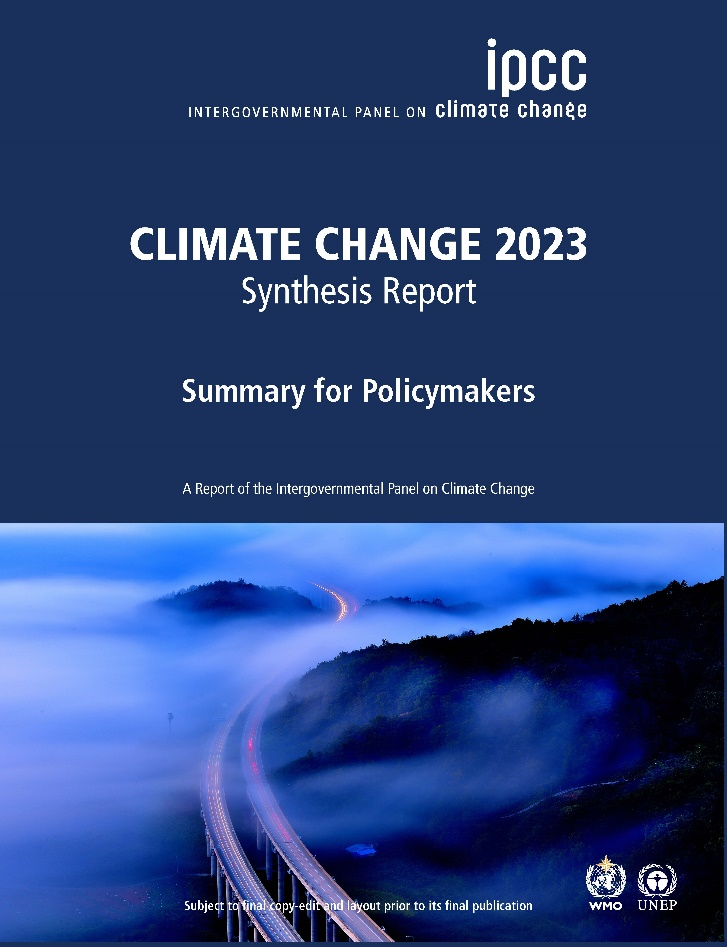 ipcc
INTERGOVERNMENTAL PANEL ON climate change
CLIMATE CHANGE 2023
Synthesis Report
Summary for Policymakers
A Report of the Intergovernmental Panel on Climate Change
Subject to final copy-edit and layout prior to its final publication
WMO
UNEP